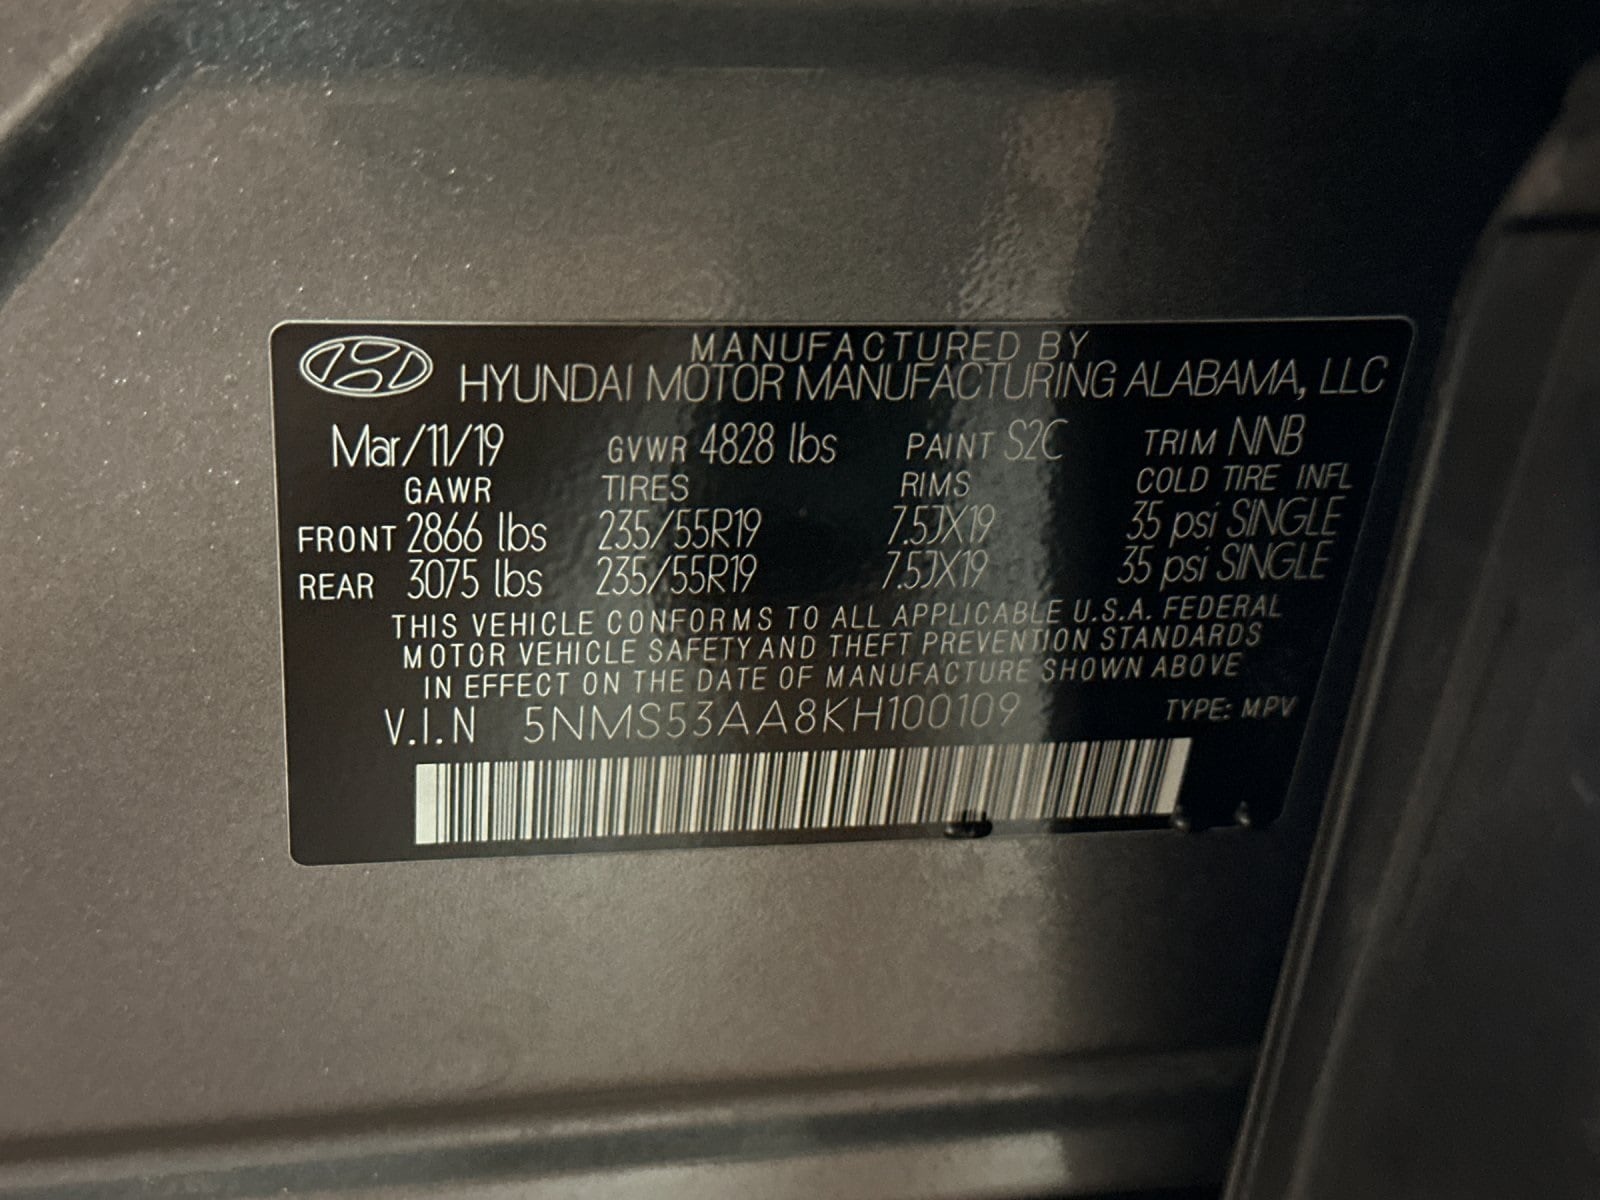 MANUFACTURED BY
HYUNDAI MOTOR MANUFACTURING ALABAMA, LLC
Mar/11/19 GVWR 4828 lbs PAINT S2C TRIM NNB
GAWR TIRES RIMS COLD TIRE INFL
FRONT 2866 lbs 235/55R19 7.5JX19 35 psi SINGLE
REAR 3075 lbs 235/55R19 7.5JX19 35 psi SINGLE
THIS VEHICLE CONFORMS TO ALL APPLICABLE U.S.A. FEDERAL
MOTOR VEHICLE SAFETY AND THEFT PREVENTION STANDARDS
IN EFFECT ON THE DATE OF MANUFACTURE SHOWN ABOVE
V.I.N 5NMS53AA8KH100109 TYPE: MPV